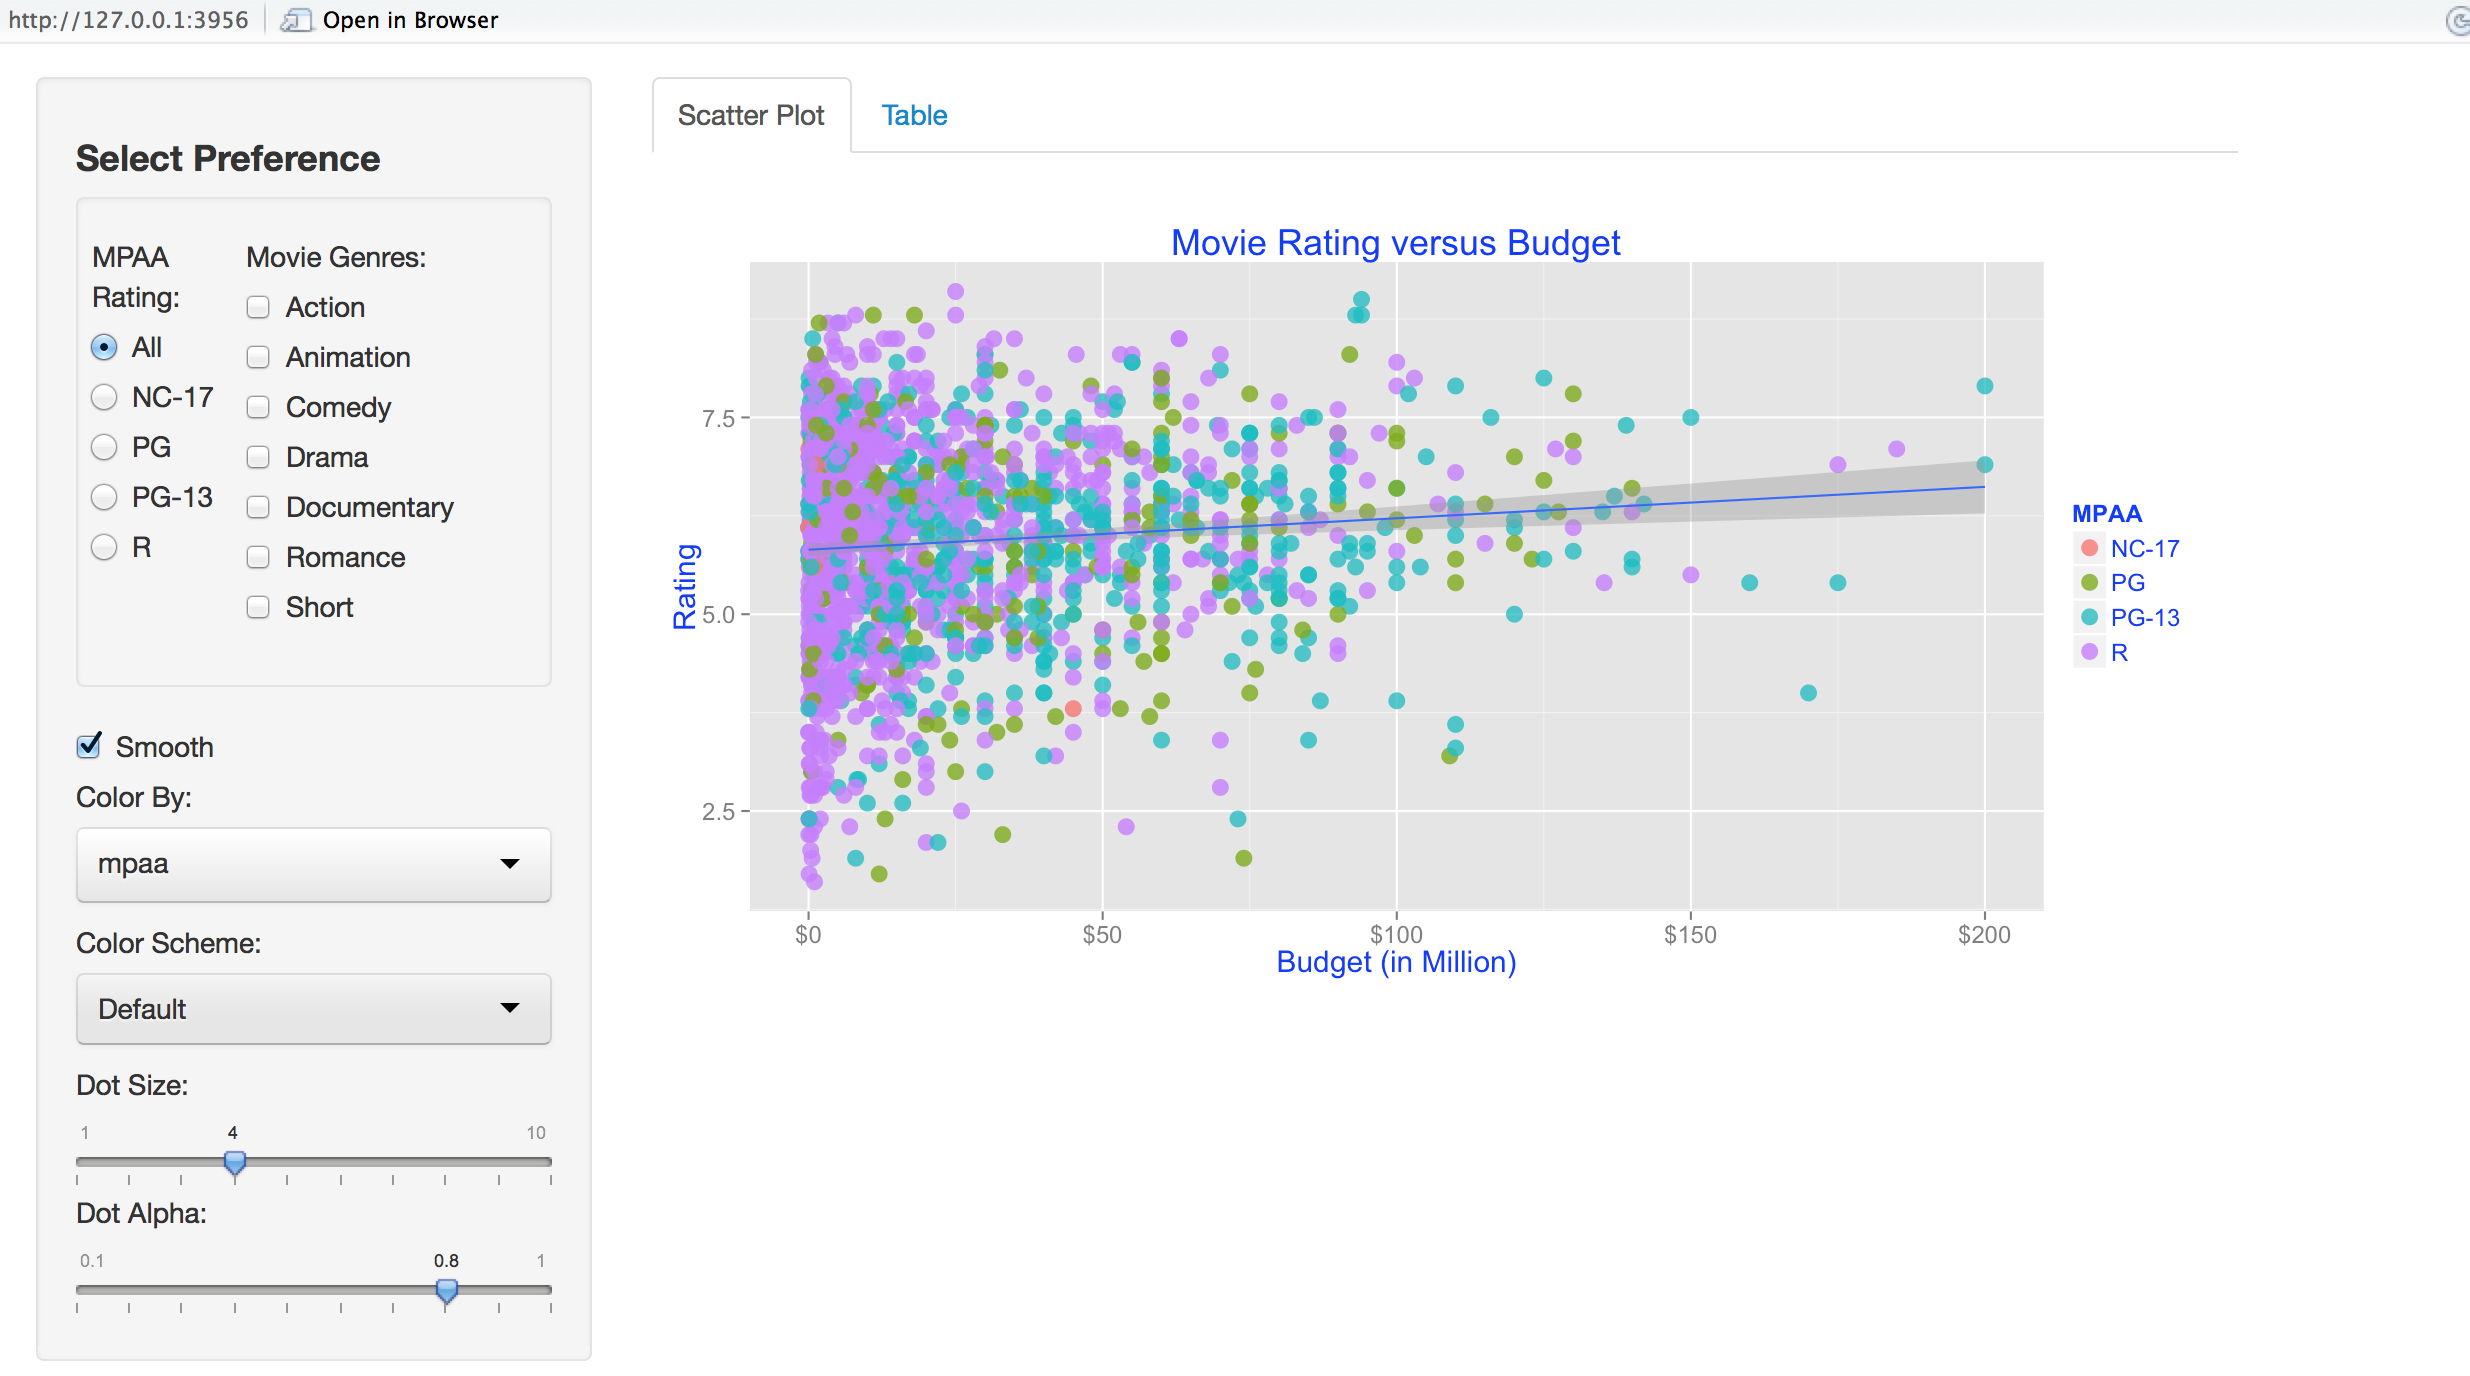 http://127.0.0.1:3956 Open in Browser
Select Preference
MPAA
Rating:
All
NC-17
PG
PG-13
R
Movie Genres:
Action
Animation
Comedy
Drama
Documentary
Romance
Short
Smooth
Color By:
mpaa
Color Scheme:
Default
Dot Size:
1 4 10
Dot Alpha:
0.1 0.8 1
Scatter Plot Table
Movie Rating versus Budget
Rating
7.5
5.0
2.5
$0 $50 $100 $150 $200
Budget (in Million)
MPAA
NC-17
PG
PG-13
R